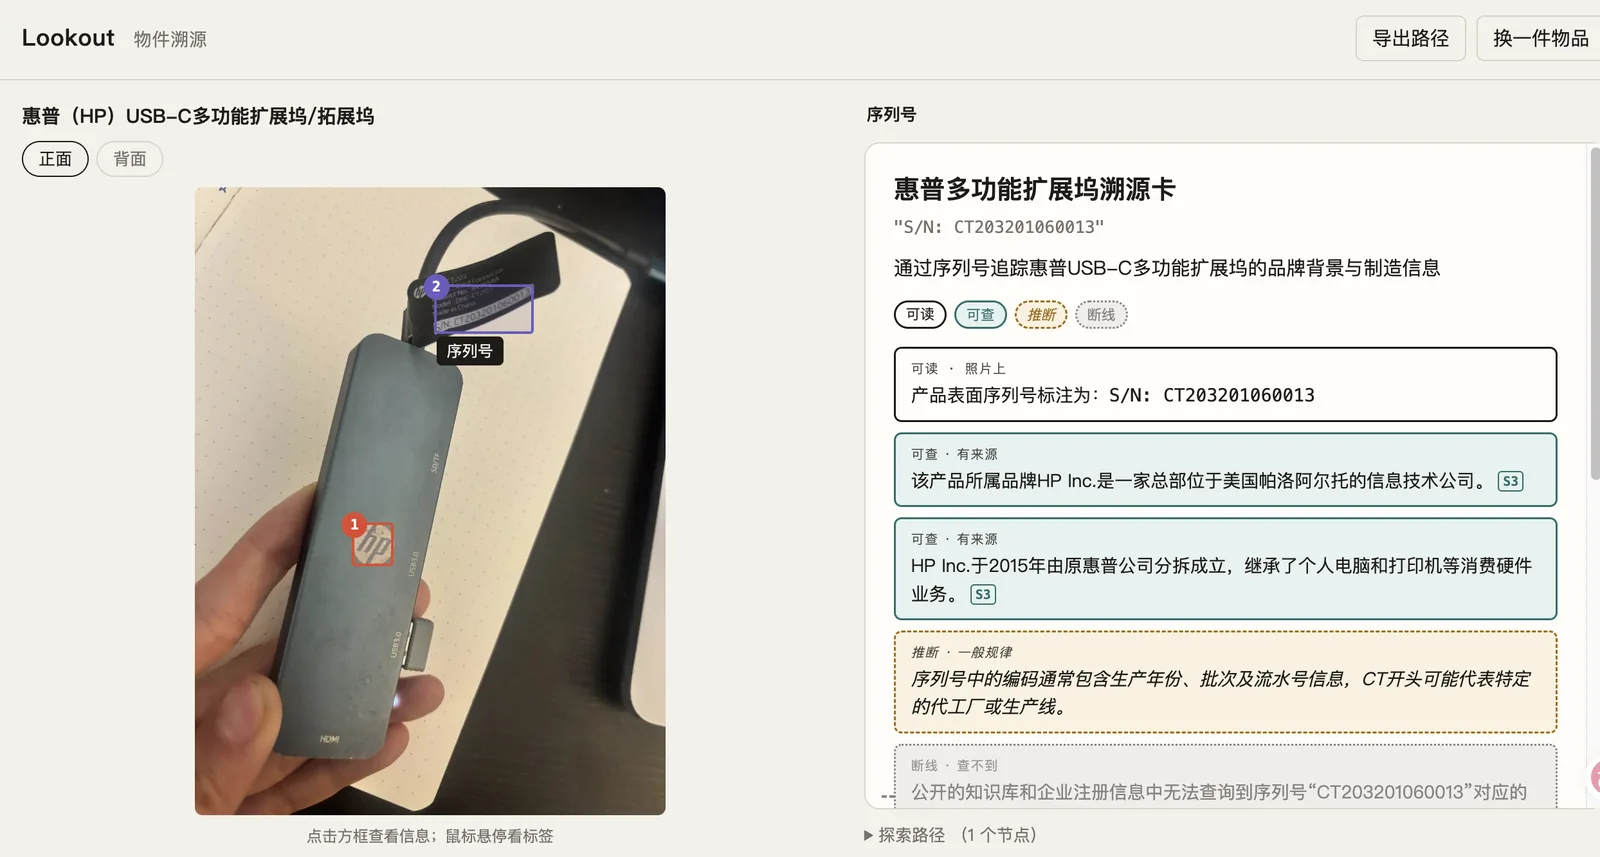 Lookout 物件溯源
导出路径
换一件物品
惠普（HP）USB-C多功能扩展坞/拓展坞
正面
背面
2
序列号
SD/TF
1
hp
USB3.0
USB3.0
HDMI
点击方框查看信息；鼠标悬停看标签
序列号
惠普多功能扩展坞溯源卡
"S/N: CT203201060013"
通过序列号追踪惠普USB-C多功能扩展坞的品牌背景与制造信息
可读
可查
推断
断线
可读 · 照片上
产品表面序列号标注为：S/N: CT203201060013
可查 · 有来源
该产品所属品牌HP Inc.是一家总部位于美国帕洛阿尔托的信息技术公司。 S3
可查 · 有来源
HP Inc.于2015年由原惠普公司分拆成立，继承了个人电脑和打印机等消费硬件
业务。 S3
推断 · 一般规律
序列号中的编码通常包含生产年份、批次及流水号信息，CT开头可能代表特定
的代工厂或生产线。
断线 · 查不到
公开的知识库和企业注册信息中无法查询到序列号“CT203201060013”对应的
探索路径 （1 个节点）